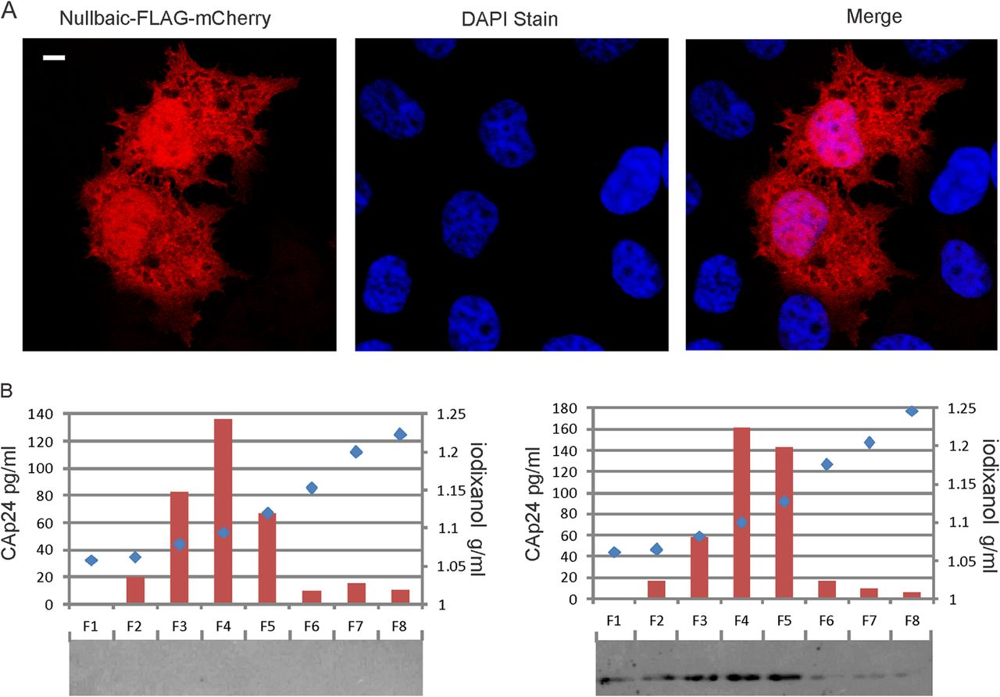 A
Nullbaic-FLAG-mCherry
DAPI Stain
Merge
B
CAp24 pg/ml
140
120
100
80
60
40
20
0
1.25
1.2
1.15
1.1
1.05
1
iodixanol g/ml
F1 F2 F3 F4 F5 F6 F7 F8
CAp24 pg/ml
180
160
140
120
100
80
60
40
20
0
1.25
1.2
1.15
1.1
1.05
1
iodixanol g/ml
F1 F2 F3 F4 F5 F6 F7 F8